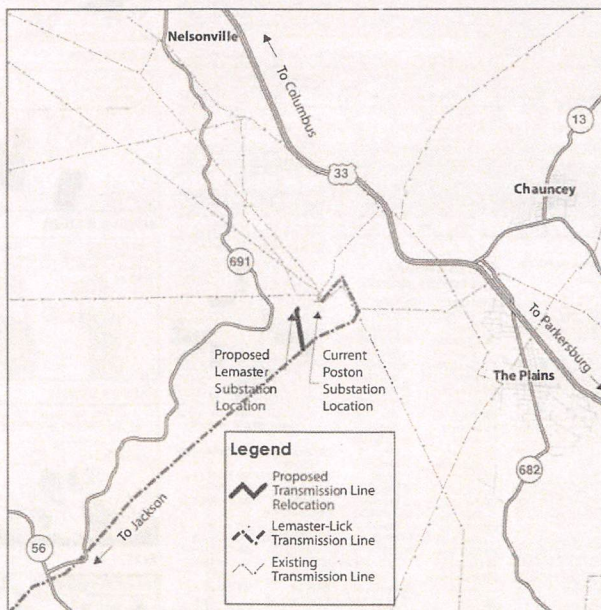 Nelsonville
To Columbus
33
13
Chauncey
691
To Parkersburg
Proposed
Lemaster
Substation
Location
Current
Poston
Substation
Location
The Plains
682
Legend
Proposed
Transmission Line
Relocation
Lemaster-Lick
Transmission Line
Existing
Transmission Line
To Jackson
56